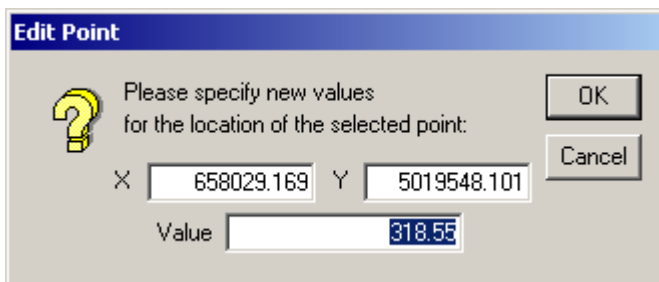 Edit Point
Please specify new values
for the location of the selected point:
OK
Cancel
X 658029.169 Y 5019548.101
Value 318.55